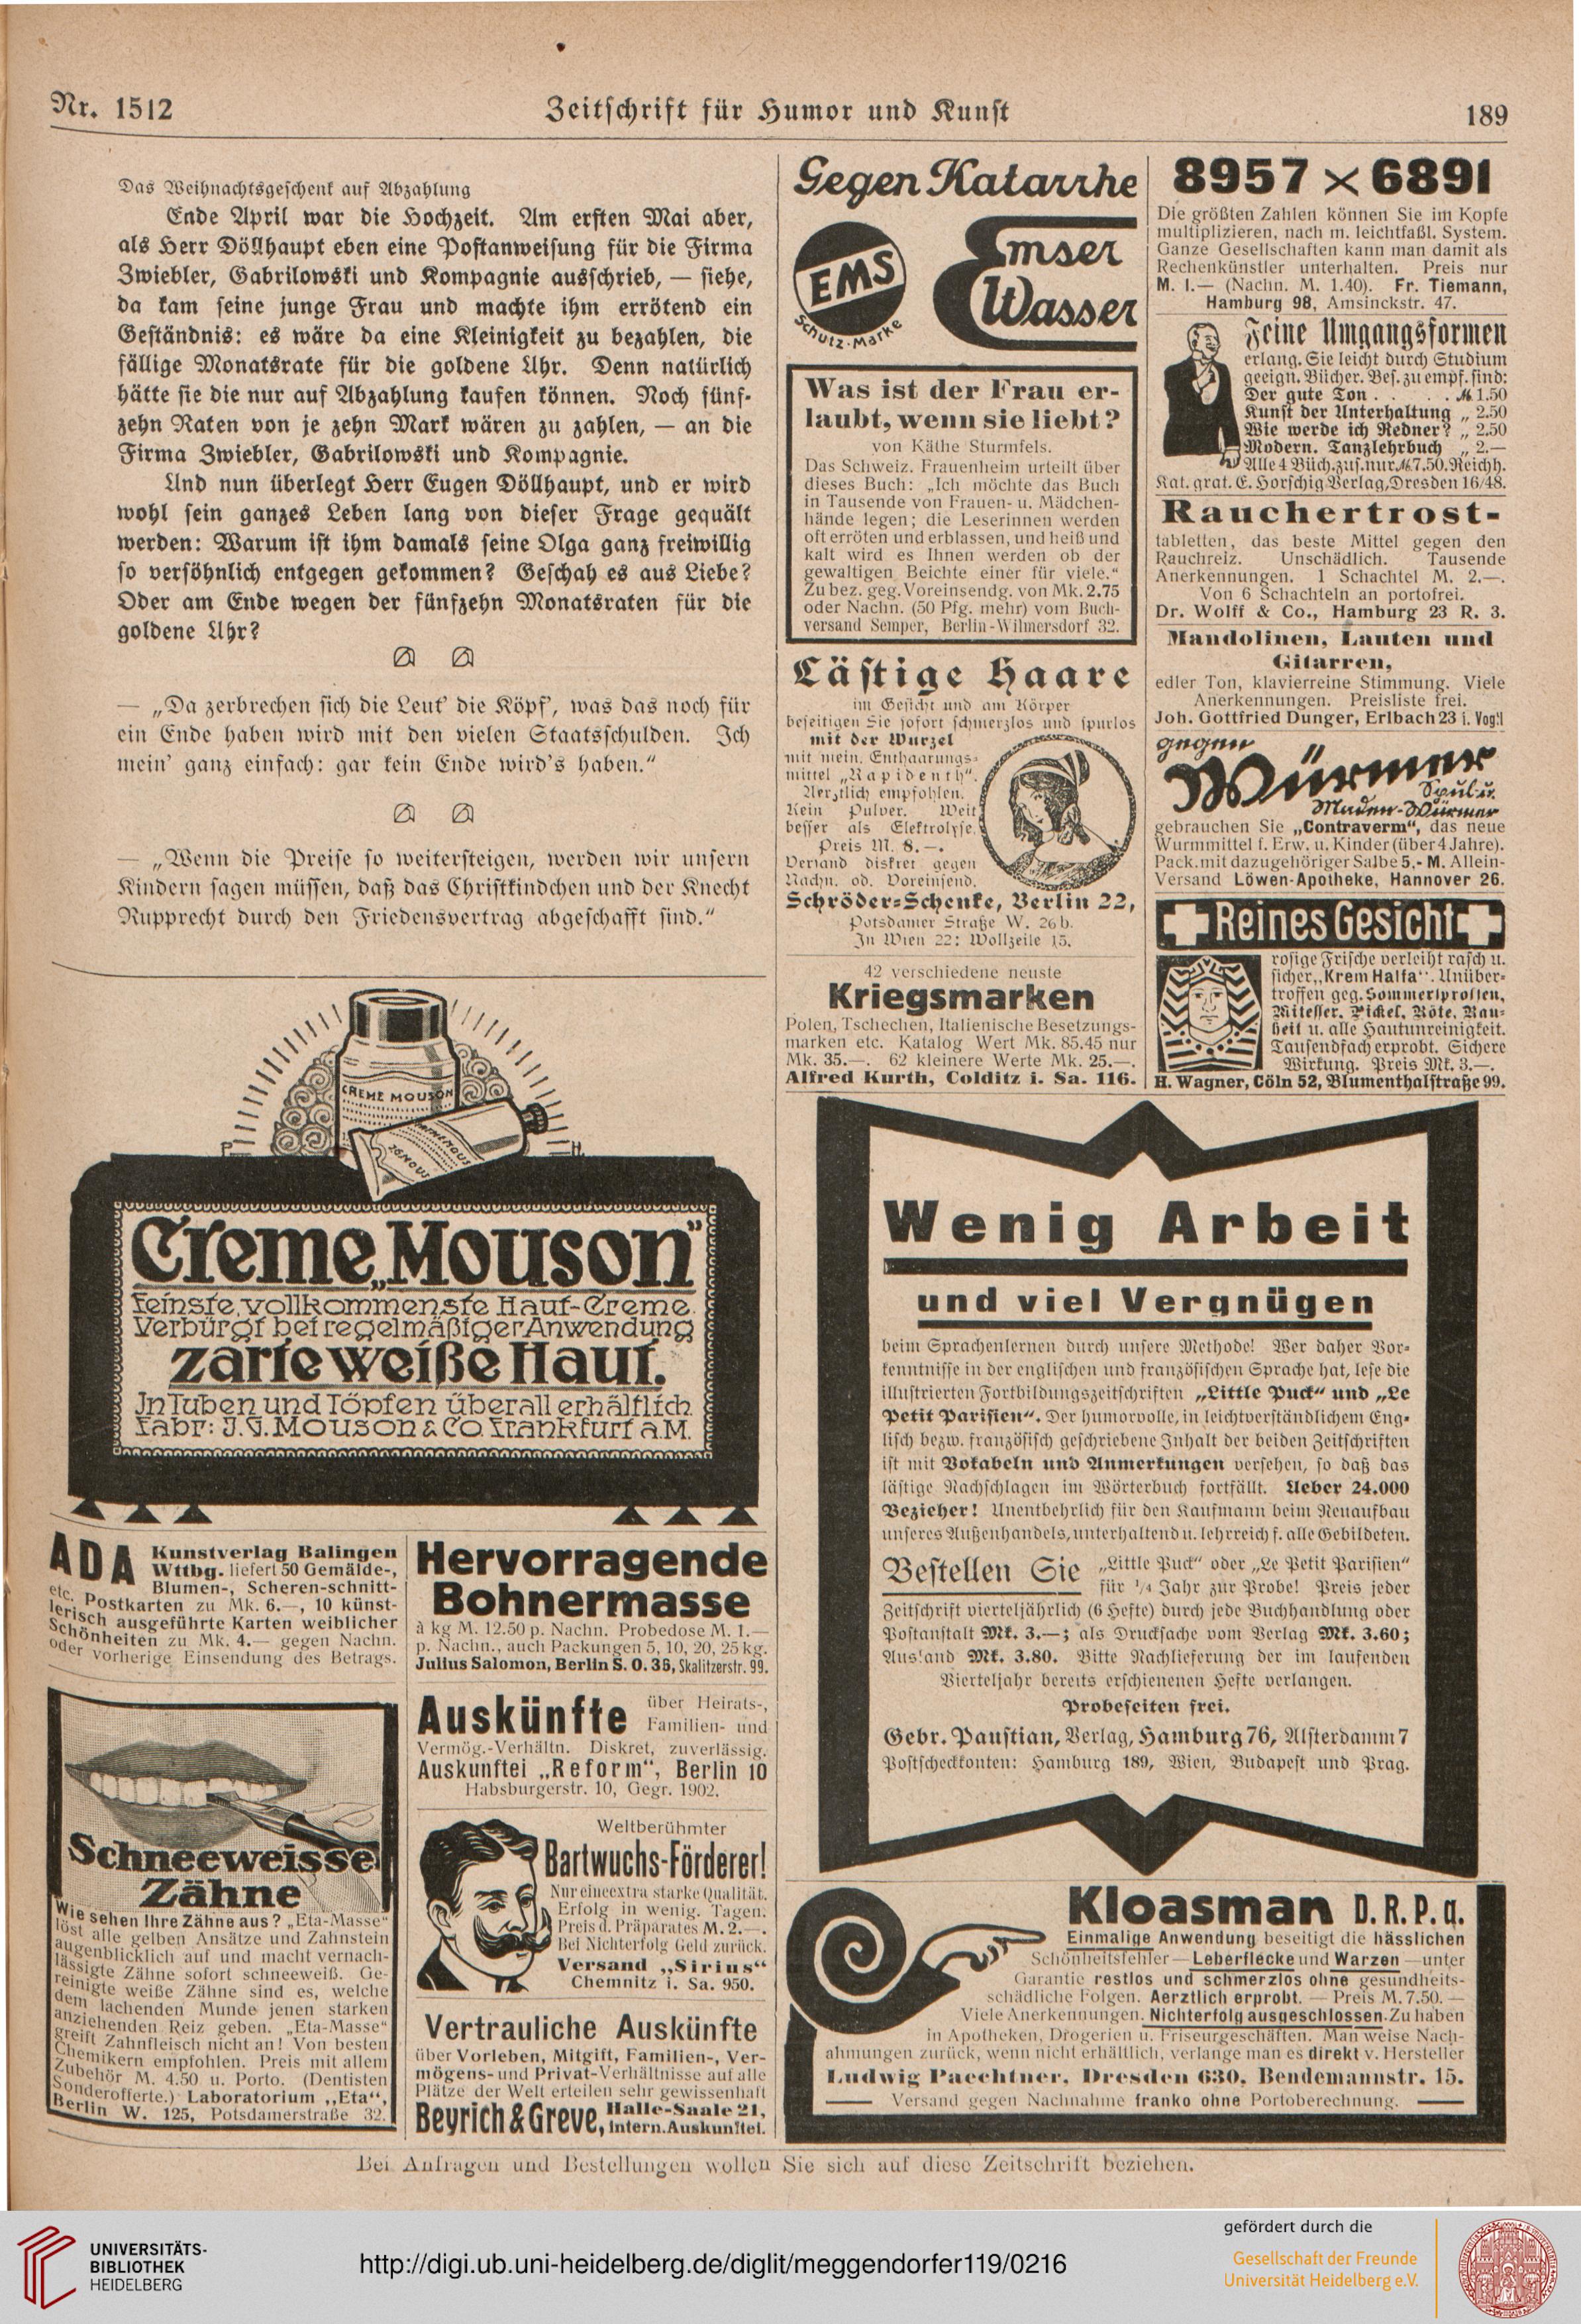 Nr. 1512
Zeitschrift für Humor und Kunst
189
Das Weihnachtsgeschenk auf Abzahlung
Ende April war die Hochzeit. Am ersten Mai aber,
als Herr Döllhaupt eben eine Postanweisung für die Firma
Zwiebler, Gabrilowski und Kompagnie ausschrieb, — siehe,
da kam seine junge Frau und machte ihm errötend ein
Geständnis: es wäre da eine Kleinigkeit zu bezahlen, die
fällige Monatsrate für die goldene Uhr. Denn natürlich
hätte sie die nur auf Abzahlung kaufen können. Noch fünf-
zehn Raten von je zehn Mark wären zu zahlen, — an die
Firma Zwiebler, Gabrilowski und Kompagnie.
Und nun überlegt Herr Eugen Döllhaupt, und er wird
wohl sein ganzes Leben lang von dieser Frage gequält
werden: Warum ist ihm damals seine Olga ganz freiwillig
so versöhnlich entgegen gekommen? Geschah es aus Liebe?
Oder am Ende wegen der fünfzehn Monatsraten für die
goldene Uhr?
— „Da zerbrechen sich die Leut' die Köpf', was das noch für
ein Ende haben wird mit den vielen Staatsschulden. Ich
mein' ganz einfach: gar kein Ende wird's haben."
— „Wenn die Preise so weitersteigen, werden wir unsern
Kindern sagen müssen, daß das Christkindchen und der Knecht
Rupprecht durch den Friedensvertrag abgeschafft sind."
CREME MOUSON
Creme „Mouson"
feinste, vollkommenste Haut-Creme.
Verbürgt bei regelmäßiger Anwendung
zarte weiße Haut.
In Tuben und Töpfen überall erhältlich
Fabr: J.G. Mouson & Co. Frankfurt a.M.
ADA Kunstverlag Balingen
Wttbg. liefert 50 Gemälde-,
Blumen-, Scheren-schnitt-
etc. Postkarten zu Mk. 6.—, 10 künst-
lerisch ausgeführte Karten weiblicher
Schönheiten zu Mk. 4.— gegen Nachn.
oder vorherige Einsendung des Betrags.
Schneeweisse
Zähne
Wie sehen Ihre Zähne aus? „Eta-Masse"
löst alle gelben Ansätze und Zahnstein
augenblicklich auf und macht vernach-
lässigte Zähne sofort schneeweiß. Ge-
reinigte weiße Zähne sind es, welche
dem lachenden Munde jenen starken
anziehenden Reiz geben. „Eta-Masse"
greift Zahnfleisch nicht an! Von besten
Chemikern empfohlen. Preis mit allem
Zubehör M. 4.50 u. Porto. (Dentisten
Sonderofferte.) Laboratorium „Eta",
Berlin W. 125, Potsdamerstraße 32.
Hervorragende
Bohnermasse
à kg M. 12.50 p. Nachn. Probedose M. 1.—
p. Nachn., auch Packungen 5, 10, 20, 25 kg.
Julius Salomon, Berlin S. O. 36, Skalitzerstr. 99.
Auskünfte über Heirats-,
Familien- und
Vermög.-Verhältn. Diskret, zuverlässig.
Auskunftei „Reform", Berlin 10
Habsburgerstr. 10, Gegr. 1902.
Weltberühmter
Bartwuchs-Förderer!
Nur eine extra starke Qualität.
Erfolg in wenig. Tagen.
Preis d. Präparates M. 2.—.
Bei Nichterfolg Geld zurück.
Versand „Sirius"
Chemnitz i. Sa. 950.
Vertrauliche Auskünfte
über Vorleben, Mitgift, Familien-, Ver-
mögens- und Privat-Verhältnisse auf alle
Plätze der Welt erteilen sehr gewissenhaft
Beyrich & Greve, Halle-Saale 21,
Intern. Auskunftei.
Gegen Katarrhe
EMS
Schutz-Marke
Emser
Wasser
Was ist der Frau er-
laubt, wenn sie liebt?
von Käthe Sturmfels.
Das Schweiz. Frauenheim urteilt über
dieses Buch: „Ich möchte das Buch
in Tausende von Frauen- u. Mädchen-
hände legen; die Leserinnen werden
oft erröten und erblassen, und heiß und
kalt wird es Ihnen werden ob der
gewaltigen Beichte einer für viele."
Zu bez. geg. Voreinsendg. von Mk. 2.75
oder Nachn. (50 Pfg. mehr) vom Buch-
versand Semper, Berlin-Wilmersdorf 32.
Lästige Haare
im Gesicht und am Körper
beseitigen Sie sofort schmerzlos und spurlos
mit der Wurzel
mit mein. Enthaarungs-
mittel „Rapidenth".
Aerztlich empfohlen.
Kein Pulver. Weit
besser als Elektrolyse.
Preis M. 8.—.
Versand diskret gegen
Nachn. od. Voreinsend.
Schröder-Schenke, Berlin 22,
Potsdamer Straße W. 26 b.
In Wien 22: Wollzeile 15.
42 verschiedene neuste
Kriegsmarken
Polen, Tschechen, Italienische Besetzungs-
marken etc. Katalog Wert Mk. 85.45 nur
Mk. 35.—. 62 kleinere Werte Mk. 25.—.
Alfred Kurth, Colditz i. Sa. 116.
8957 × 6891
Die größten Zahlen können Sie im Kopfe
multiplizieren, nach m. leichtfaßl. System.
Ganze Gesellschaften kann man damit als
Rechenkünstler unterhalten. Preis nur
M. 1.— (Nachn. M. 1.40). Fr. Tiemann,
Hamburg 98, Amsinckstr. 47.
Feine Umgangsformen
erlang. Sie leicht durch Studium
geeign. Bücher. Bes. zu empf. sind:
Der gute Ton . . . . M 1.50
Kunst der Unterhaltung „ 2.50
Wie werde ich Redner? „ 2.50
Modern. Tanzlehrbuch „ 2.—
Alle 4 Büch. zus. nur M 7.50. Reichh.
Kat. grat. E. Horschig Verlag, Dresden 16/48.
Rauchertrost-
tabletten, das beste Mittel gegen den
Rauchreiz. Unschädlich. Tausende
Anerkennungen. 1 Schachtel M. 2.—.
Von 6 Schachteln an portofrei.
Dr. Wolff & Co., Hamburg 23 R. 3.
Mandolinen, Lauten und
Gitarren,
edler Ton, klavierreine Stimmung. Viele
Anerkennungen. Preisliste frei.
Joh. Gottfried Dunger, Erlbach 23 i. Vogtl
gegen
Würmer
Spul u.
Maden-Würmer
gebrauchen Sie „Contraverm", das neue
Wurmmittel f. Erw. u. Kinder (über 4 Jahre).
Pack. mit dazugehöriger Salbe 5.- M. Allein-
Versand Löwen-Apotheke, Hannover 26.
Reines Gesicht
rosige Frische verleiht rasch u.
sicher „Krem Halfa". Unüber-
troffen geg. Sommersprossen,
Mitesser, Pickel, Röte, Rau-
heit u. alle Hautunreinigkeit.
Tausendfach erprobt. Sichere
Wirkung. Preis Mk. 3.—.
H. Wagner, Cöln 52, Blumenthalstraße 99.
Wenig Arbeit
und viel Vergnügen
beim Sprachenlernen durch unsere Methode! Wer daher Vor-
kenntnisse in der englischen und französischen Sprache hat, lese die
illustrierten Fortbildungszeitschriften „Little Puck" und „Le
Petit Parisien". Der humorvolle, in leichtverständlichem Eng-
lisch bezw. französisch geschriebene Inhalt der beiden Zeitschriften
ist mit Vokabeln und Anmerkungen versehen, so daß das
lästige Nachschlagen im Wörterbuch fortfällt. Ueber 24.000
Bezieher! Unentbehrlich für den Kaufmann beim Neuaufbau
unseres Außenhandels, unterhaltend u. lehrreich f. alle Gebildeten.
Bestellen Sie „Little Puck" oder „Le Petit Parisien"
für 1/4 Jahr zur Probe! Preis jeder
Zeitschrift vierteljährlich (6 Hefte) durch jede Buchhandlung oder
Postanstalt Mk. 3.—; als Drucksache vom Verlag Mk. 3.60;
Ausland Mk. 3.80. Bitte Nachlieferung der im laufenden
Vierteljahr bereits erschienenen Hefte verlangen.
Probeseiten frei.
Gebr. Paustian, Verlag, Hamburg 76, Alsterdamm 7
Postscheckkonten: Hamburg 189, Wien, Budapest und Prag.
Kloasman D. R. P. a.
Einmalige Anwendung beseitigt die hässlichen
Schönheitsfehler — Leberflecke und Warzen — unter
Garantie restlos und schmerzlos ohne gesundheits-
schädliche Folgen. Aerztlich erprobt. — Preis M. 7.50. —
Viele Anerkennungen. Nichterfolg ausgeschlossen. Zu haben
in Apotheken, Drogerien u. Friseurgeschäften. Man weise Nach-
ahmungen zurück, wenn nicht erhältlich, verlange man es direkt v. Hersteller
Ludwig Paechtner, Dresden 630, Bendemannstr. 15.
Versand gegen Nachnahme franko ohne Portoberechnung.
Bei Anfragen und Bestellungen wollen Sie sich auf diese Zeitschrift beziehen.
UNIVERSITÄTS-
BIBLIOTHEK
HEIDELBERG
http://digi.ub.uni-heidelberg.de/diglit/meggendorfer119/0216
gefördert durch die
Gesellschaft der Freunde
Universität Heidelberg e.V.